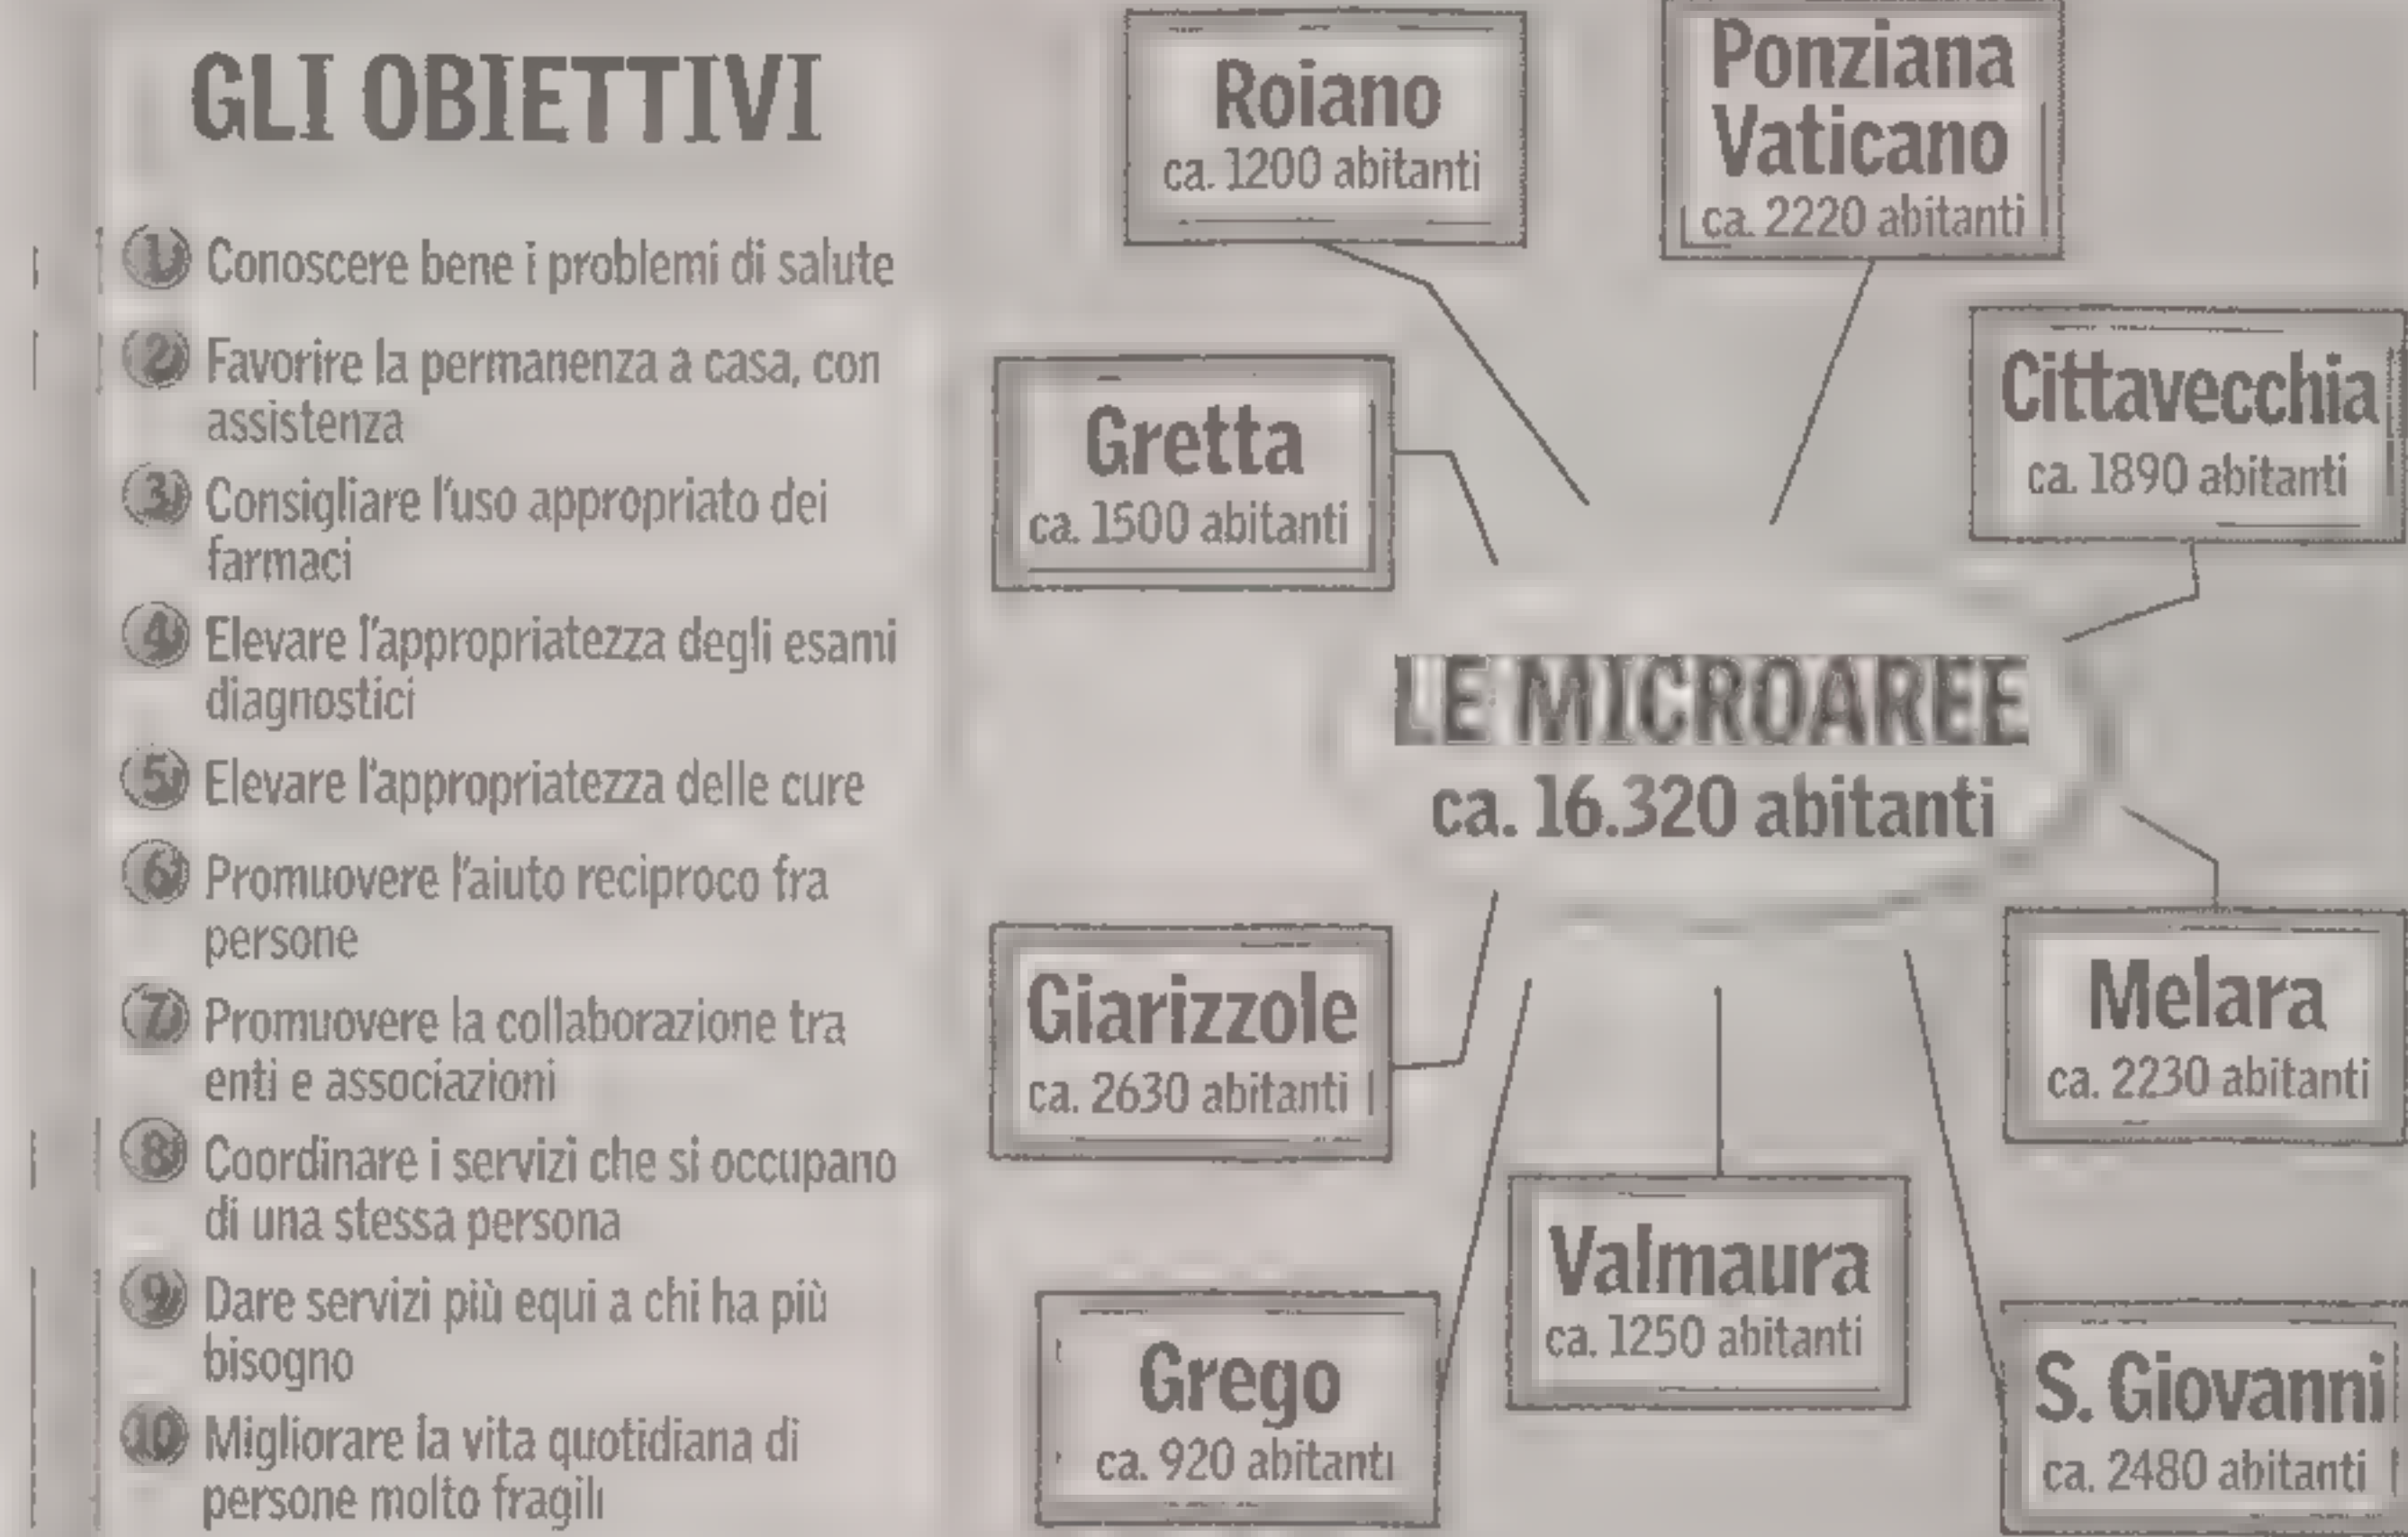 GLI OBIETTIVI
1 Conoscere bene i problemi di salute
2 Favorire la permanenza a casa, con
assistenza
3 Consigliare l'uso appropriato dei
farmaci
4 Elevare l'appropriatezza degli esami
diagnostici
5 Elevare l'appropriatezza delle cure
6 Promuovere l'aiuto reciproco fra
persone
7 Promuovere la collaborazione tra
enti e associazioni
8 Coordinare i servizi che si occupano
di una stessa persona
9 Dare servizi più equi a chi ha più
bisogno
10 Migliorare la vita quotidiana di
persone molto fragili
Roiano
ca. 1200 abitanti
Ponziana
Vaticano
ca. 2220 abitanti
Gretta
ca. 1500 abitanti
Cittavecchia
ca. 1890 abitanti
LE MICROAREE
ca. 16.320 abitanti
Giarizzole
ca. 2630 abitanti
Melara
ca. 2230 abitanti
Grego
ca. 920 abitanti
Valmaura
ca. 1250 abitanti
S. Giovanni
ca. 2480 abitanti